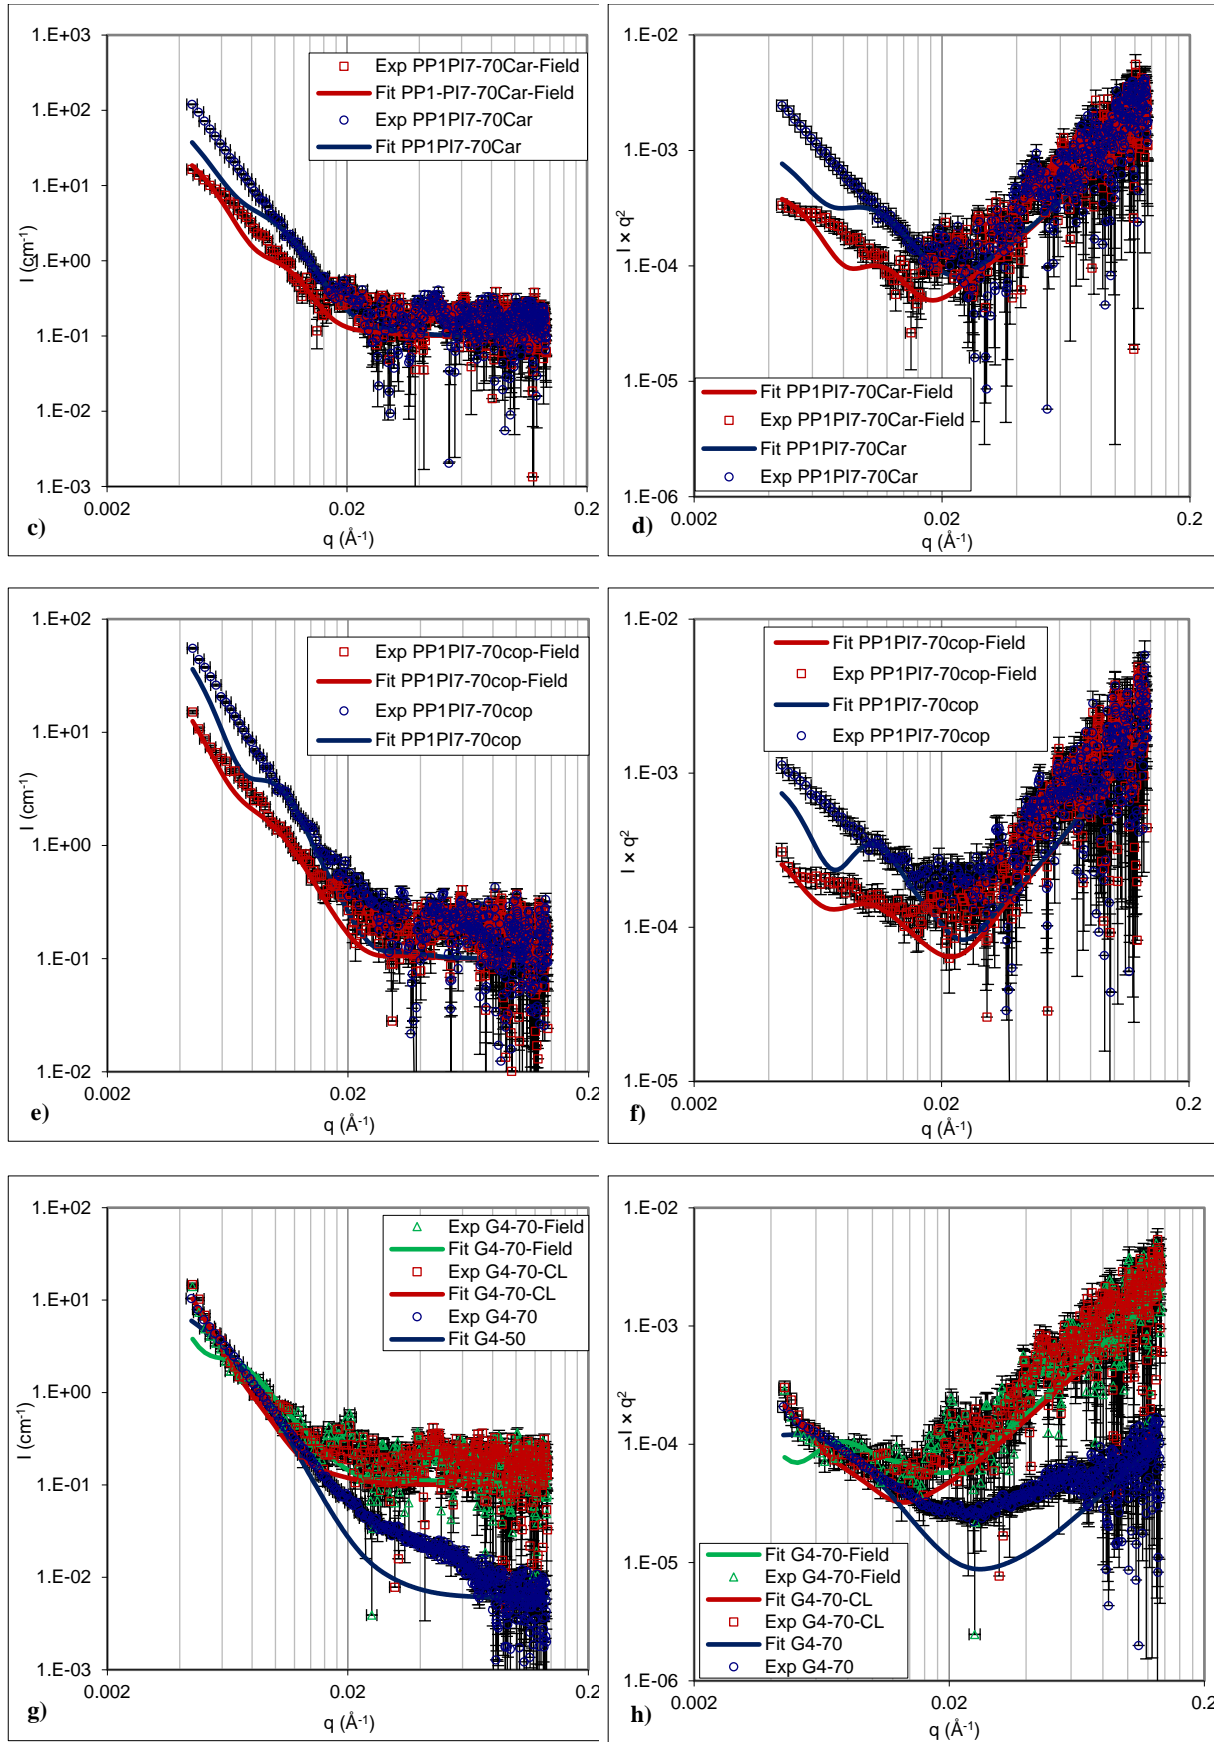 1.E+03
1.E+02
1.E+01
1.E+00
1.E-01
1.E-02
1.E-03
I (cm-1)
Exp PP1PI7-70Car-Field
Fit PP1-PI7-70Car-Field
Exp PP1PI7-70Car
Fit PP1PI7-70Car
0.002
0.02
0.2
q (Å-1)
c)
1.E-02
1.E-03
1.E-04
1.E-05
1.E-06
I × q2
Fit PP1PI7-70Car-Field
Exp PP1PI7-70Car-Field
Fit PP1PI7-70Car
Exp PP1PI7-70Car
0.002
0.02
0.2
q (Å-1)
d)
1.E+02
1.E+01
1.E+00
1.E-01
1.E-02
I (cm-1)
Exp PP1PI7-70cop-Field
Fit PP1PI7-70cop-Field
Exp PP1PI7-70cop
Fit PP1PI7-70cop
0.002
0.02
0.2
q (Å-1)
e)
1.E-02
1.E-03
1.E-04
1.E-05
I × q2
Fit PP1PI7-70cop-Field
Exp PP1PI7-70cop-Field
Fit PP1PI7-70cop
Exp PP1PI7-70cop
0.002
0.02
0.2
q (Å-1)
f)
1.E+02
1.E+01
1.E+00
1.E-01
1.E-02
1.E-03
I (cm-1)
Exp G4-70-Field
Fit G4-70-Field
Exp G4-70-CL
Fit G4-70-CL
Exp G4-70
Fit G4-50
0.002
0.02
0.2
q (Å-1)
g)
1.E-02
1.E-03
1.E-04
1.E-05
1.E-06
I × q2
Fit G4-70-Field
Exp G4-70-Field
Fit G4-70-CL
Exp G4-70-CL
Fit G4-70
Exp G4-70
0.002
0.02
0.2
q (Å-1)
h)